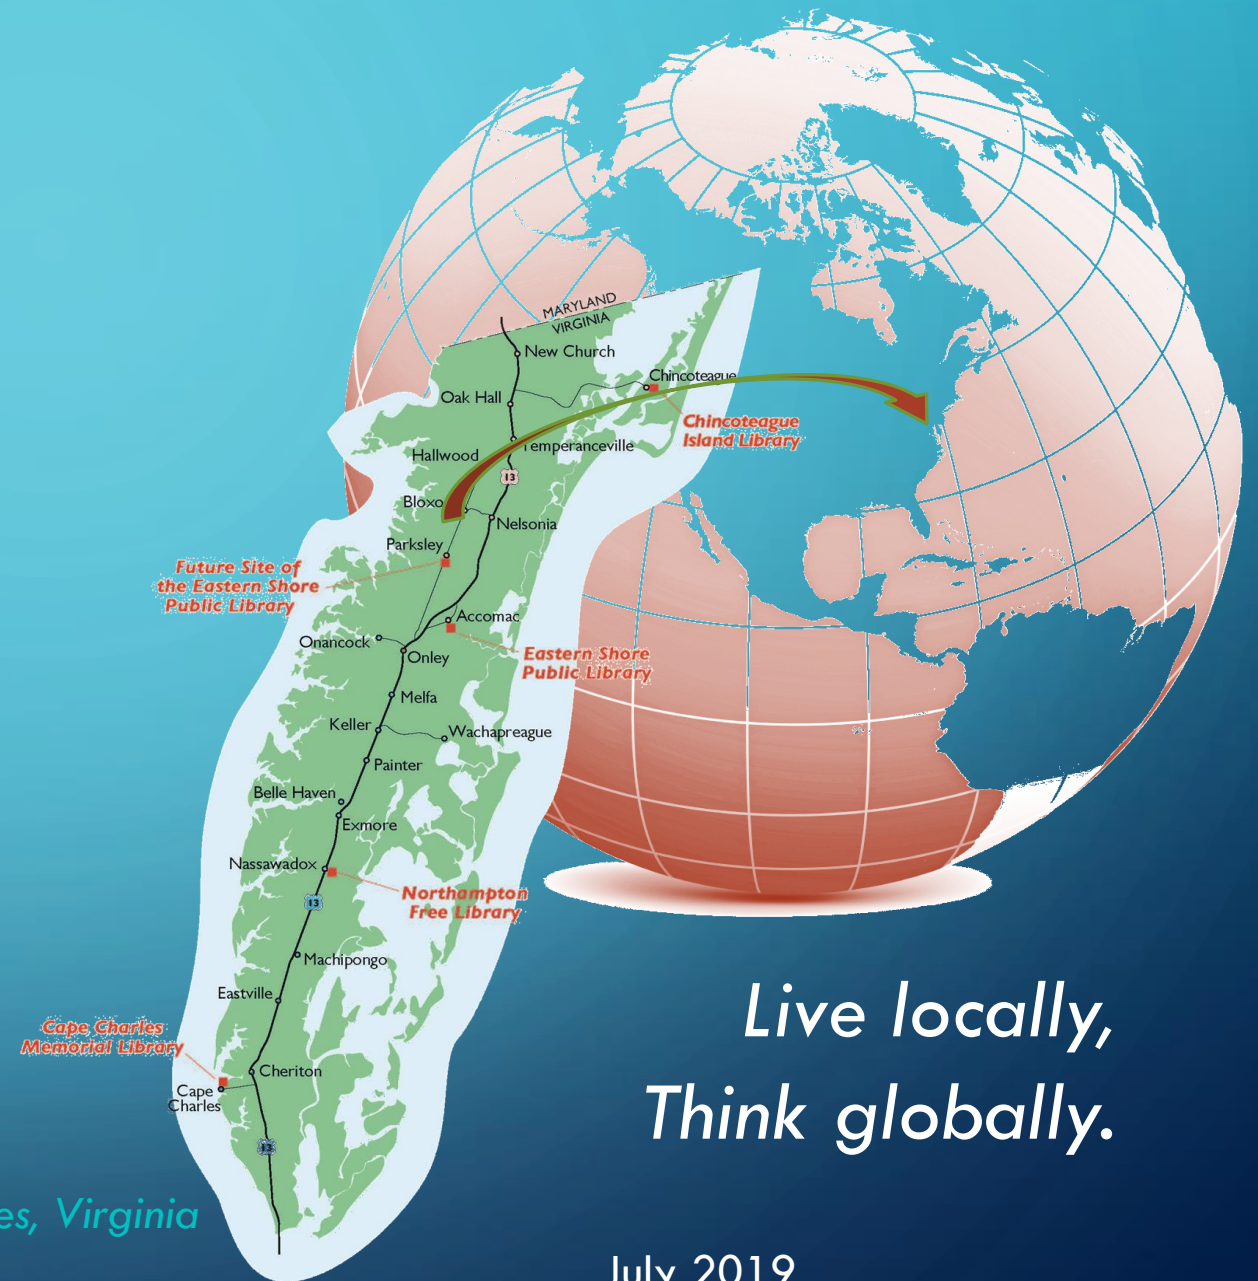 MARYLAND
VIRGINIA
New Church
Chincoteague
Oak Hall
Chincoteague
Island Library
Temperanceville
Hallwood
13
Bloxo
Nelsonia
Parksley
Future Site of
the Eastern Shore
Public Library
Accomac
Onancock
Onley
Eastern Shore
Public Library
Melfa
Keller
Wachapreague
Painter
Belle Haven
Exmore
Nassawadox
Northampton
Free Library
13
Machipongo
Eastville
Cape Charles
Memorial Library
Cheriton
Cape
Charles
13
Live locally,
Think globally.
es, Virginia
July 2019